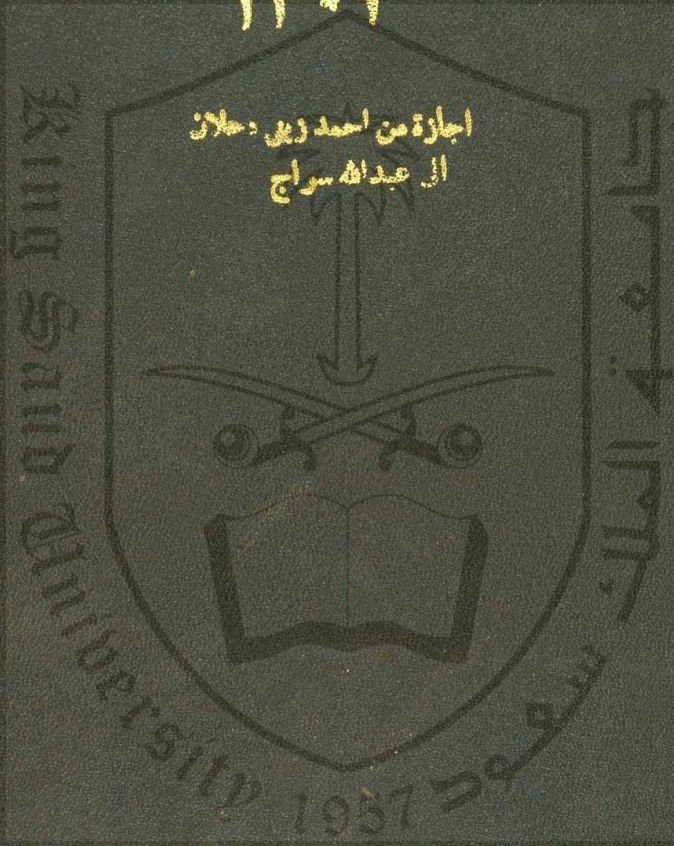 اجازة من احمد زيني دحلان
الى عبدالله سراج
King Saud University
1957
جامعة الملك سعود